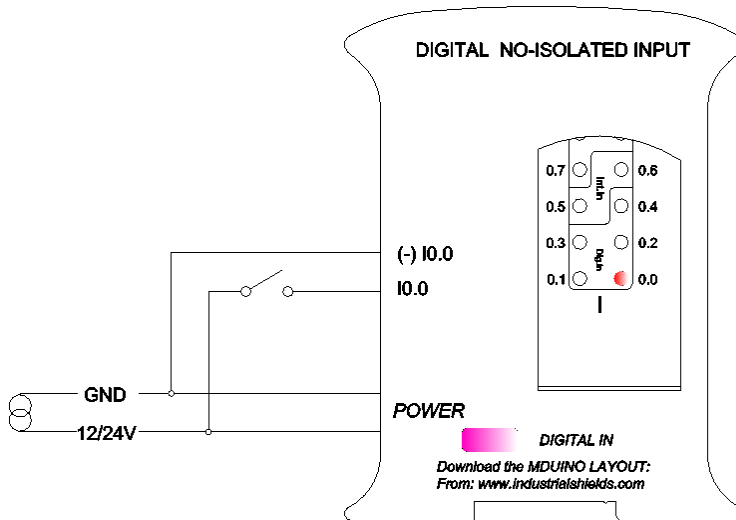 DIGITAL NO-ISOLATED INPUT
0.7 Int.In 0.6
0.5 0.4
0.3 Dig.In 0.2
0.1 0.0
I
(-) I0.0
I0.0
GND
12/24V
POWER
DIGITAL IN
Download the MDUINO LAYOUT:
From: www.industrialshields.com